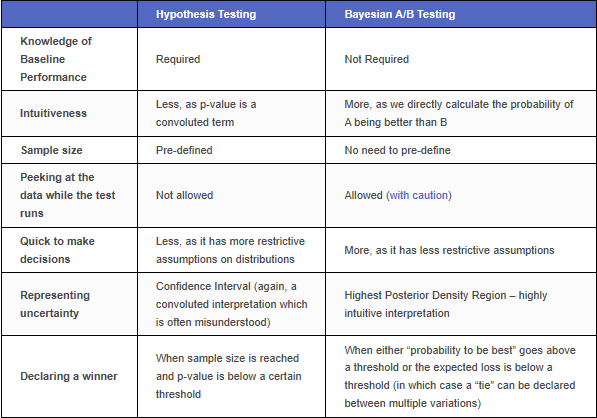 Hypothesis Testing
Bayesian A/B Testing
Knowledge of
Baseline
Performance
Required
Not Required
Intuitiveness
Less, as p-value is a
convoluted term
More, as we directly calculate the probability of
A being better than B
Sample size
Pre-defined
No need to pre-define
Peeking at the
data while the test
runs
Not allowed
Allowed (with caution)
Quick to make
decisions
Less, as it has more restrictive
assumptions on distributions
More, as it has less restrictive assumptions
Representing
uncertainty
Confidence Interval (again, a
convoluted interpretation which
is often misunderstood)
Highest Posterior Density Region – highly
intuitive interpretation
Declaring a winner
When sample size is reached
and p-value is below a certain
threshold
When either “probability to be best” goes above
a threshold or the expected loss is below a
threshold (in which case a “tie” can be declared
between multiple variations)